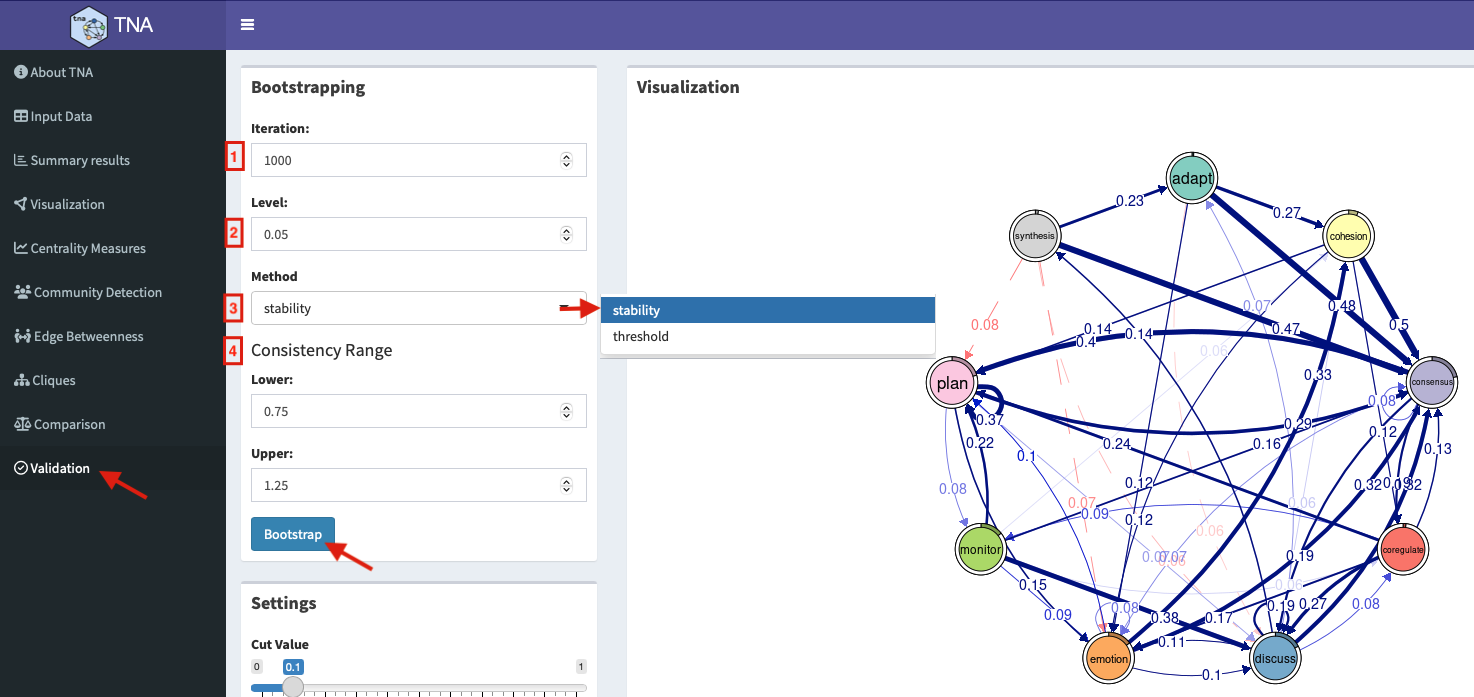 tna
TNA
About TNA
Input Data
Summary results
Visualization
Centrality Measures
Community Detection
Edge Betweenness
Cliques
Comparison
Validation
Bootstrapping
Iteration:
1
1000
Level:
2
0.05
Method
3
stability
stability
threshold
4
Consistency Range
Lower:
0.75
Upper:
1.25
Bootstrap
Settings
Cut Value
0
0.1
1
Visualization
adapt
synthesis
cohesion
0.23
0.27
0.07
0.48
0.08
0.14
0.14
0.47
0.5
0.4
0.06
0.33
plan
consensus
0.08
0.37
0.29
0.12
0.22
0.24
0.16
0.13
0.1
0.12
0.32
0.32
0.08
0.07
0.09
0.06
0.12
0.06
monitor
coregulate
0.07
0.07
0.19
0.15
0.06
0.09
0.08
0.38
0.17
0.19
0.27
0.08
0.11
emotion
discuss
0.1